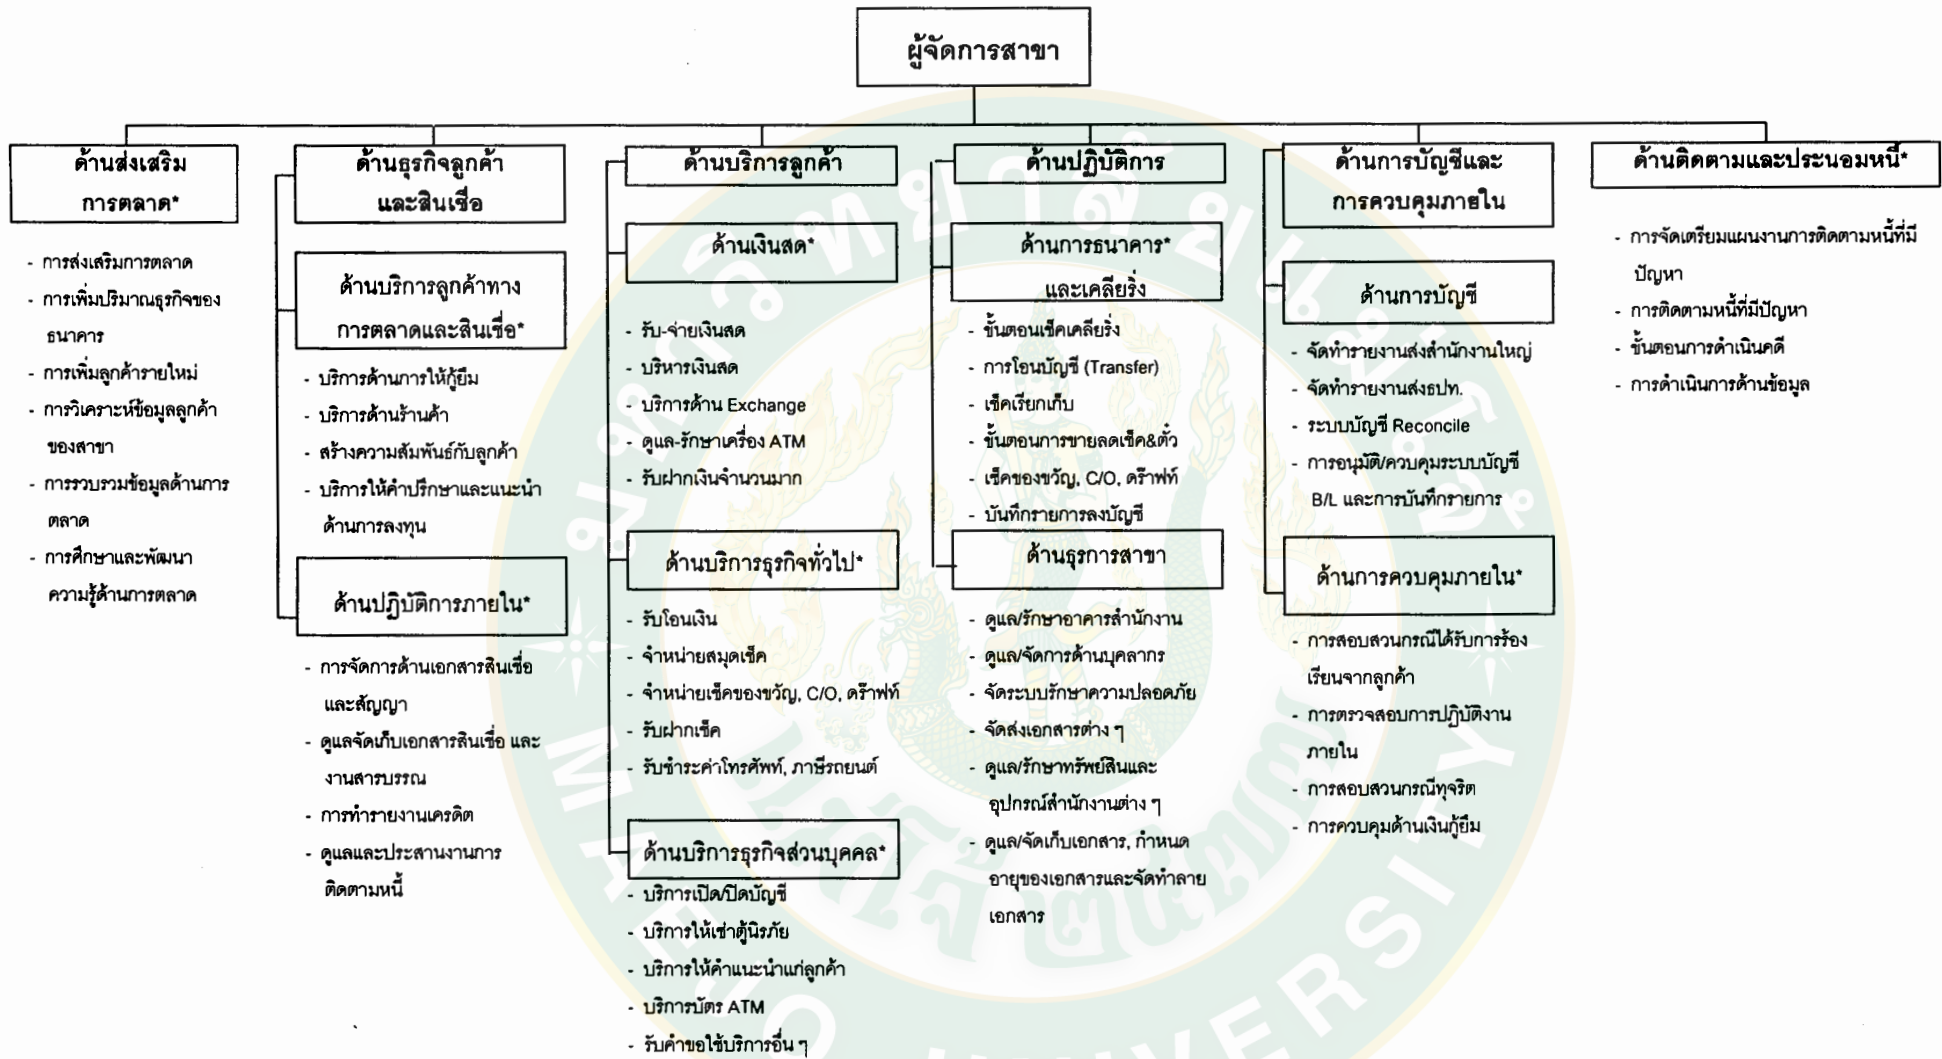 ผู้จัดการสาขา
ด้านส่งเสริม
การตลาด*
- การส่งเสริมการตลาด
- การเพิ่มปริมาณธุรกิจของ
ธนาคาร
- การเพิ่มลูกค้ารายใหม่
- การวิเคราะห์ข้อมูลลูกค้า
ของสาขา
- การรวบรวมข้อมูลด้านการ
ตลาด
- การศึกษาและพัฒนา
ความรู้ด้านการตลาด
ด้านธุรกิจลูกค้า
และสินเชื่อ
ด้านบริการลูกค้าทาง
การตลาดและสินเชื่อ*
- บริการด้านการให้กู้ยืม
- บริการด้านร้านค้า
- สร้างความสัมพันธ์กับลูกค้า
- บริการให้คำปรึกษาและแนะนำ
ด้านการลงทุน
ด้านปฏิบัติการภายใน*
- การจัดการด้านเอกสารสินเชื่อ
และสัญญา
- ดูแลจัดเก็บเอกสารสินเชื่อ และ
งานสารบรรณ
- การทำรายงานเครดิต
- ดูแลและประสานงานการ
ติดตามหนี้
ด้านบริการลูกค้า
ด้านเงินสด*
- รับ-จ่ายเงินสด
- บริหารเงินสด
- บริการด้าน Exchange
- ดูแล-รักษาเครื่อง ATM
- รับฝากเงินจำนวนมาก
ด้านบริการธุรกิจทั่วไป*
- รับโอนเงิน
- จำหน่ายสมุดเช็ค
- จำหน่ายเช็คของขวัญ, C/O, ดร๊าฟท์
- รับฝากเช็ค
- รับชำระค่าโทรศัพท์, ภาษีรถยนต์
ด้านบริการธุรกิจส่วนบุคคล*
- บริการเปิด/ปิดบัญชี
- บริการให้เช่าตู้นิรภัย
- บริการให้คำแนะนำแก่ลูกค้า
- บริการบัตร ATM
- รับคำขอใช้บริการอื่น ๆ
ด้านปฏิบัติการ
ด้านการธนาคาร*
และเคลียริ่ง
- ขั้นตอนเช็คเคลียริ่ง
- การโอนบัญชี (Transfer)
- เช็คเรียกเก็บ
- ขั้นตอนการขายลดเช็ค&ตั๋ว
- เช็คของขวัญ, C/O, ดร๊าฟท์
- บันทึกรายการลงบัญชี
ด้านธุรการสาขา
- ดูแล/รักษาอาคารสำนักงาน
- ดูแล/จัดการด้านบุคลากร
- จัดระบบรักษาความปลอดภัย
- จัดส่งเอกสารต่าง ๆ
- ดูแล/รักษาทรัพย์สินและ
อุปกรณ์สำนักงานต่าง ๆ
- ดูแล/จัดเก็บเอกสาร, กำหนด
อายุของเอกสารและจัดทำลาย
เอกสาร
ด้านการบัญชีและ
การควบคุมภายใน
ด้านการบัญชี
- จัดทำรายงานส่งสำนักงานใหญ่
- จัดทำรายงานส่งธปท.
- ระบบบัญชี Reconcile
- การอนุมัติ/ควบคุมระบบบัญชี
B/L และการบันทึกรายการ
ด้านการควบคุมภายใน*
- การสอบสวนกรณีได้รับการร้อง
เรียนจากลูกค้า
- การตรวจสอบการปฏิบัติงาน
ภายใน
- การสอบสวนกรณีทุจริต
- การควบคุมด้านเงินกู้ยืม
ด้านติดตามและประนอมหนี้*
- การจัดเตรียมแผนงานการติดตามหนี้ที่มี
ปัญหา
- การติดตามหนี้ที่มีปัญหา
- ขั้นตอนการดำเนินคดี
- การดำเนินการด้านข้อมูล
มหาวิทยาลัยแม่โจ้
MAEJO UNIVERSITY
แม่โจ้ ๒๔๗๗